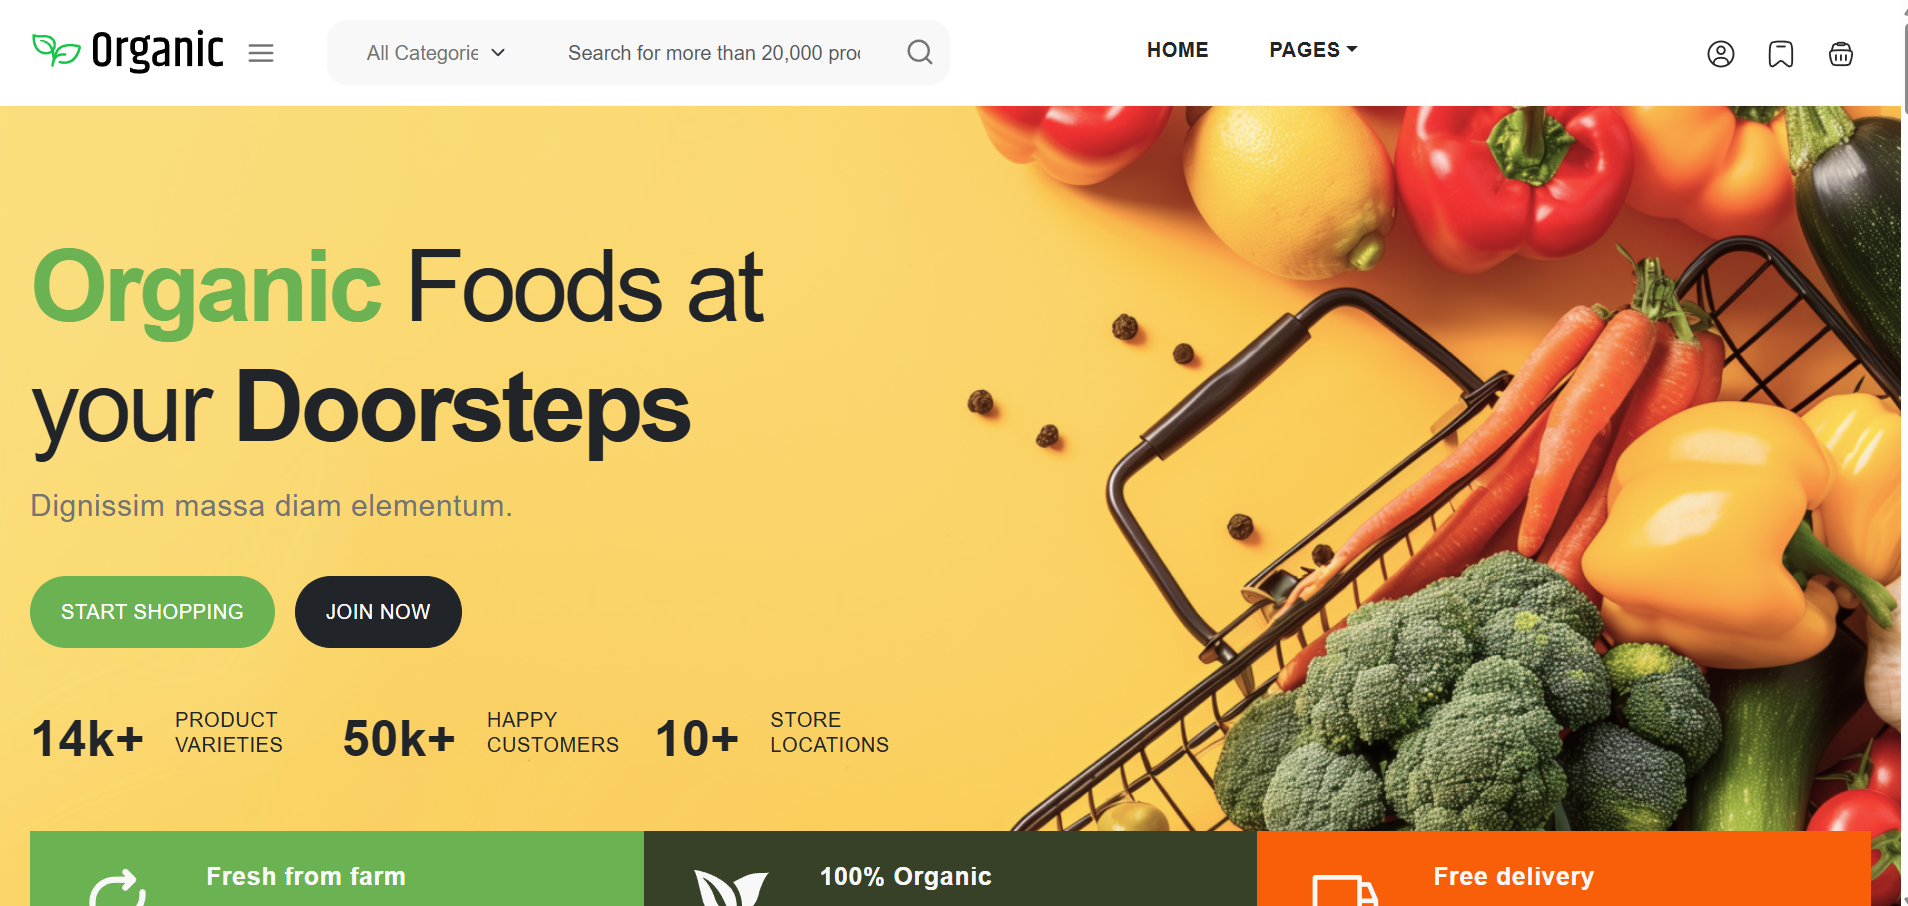 Organic
All Categorie
Search for more than 20,000 proc
HOME
PAGES
Organic Foods at
your Doorsteps
Dignissim massa diam elementum.
START SHOPPING
JOIN NOW
14k+
PRODUCT
VARIETIES
50k+
HAPPY
CUSTOMERS
10+
STORE
LOCATIONS
Fresh from farm
100% Organic
Free delivery